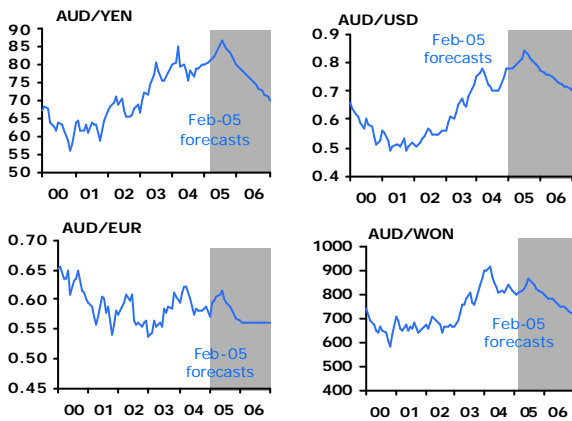 AUD/YEN
90
85
80
75
70
65
60
55
50
Feb-05
forecasts
00 01 02 03 04 05 06
AUD/USD
0.9
0.8
0.7
0.6
0.5
0.4
Feb-05
forecasts
00 01 02 03 04 05 06
AUD/EUR
0.70
0.65
0.60
0.55
0.50
0.45
Feb-05
forecasts
00 01 02 03 04 05 06
AUD/WON
1000
900
800
700
600
500
400
Feb-05
forecasts
00 01 02 03 04 05 06